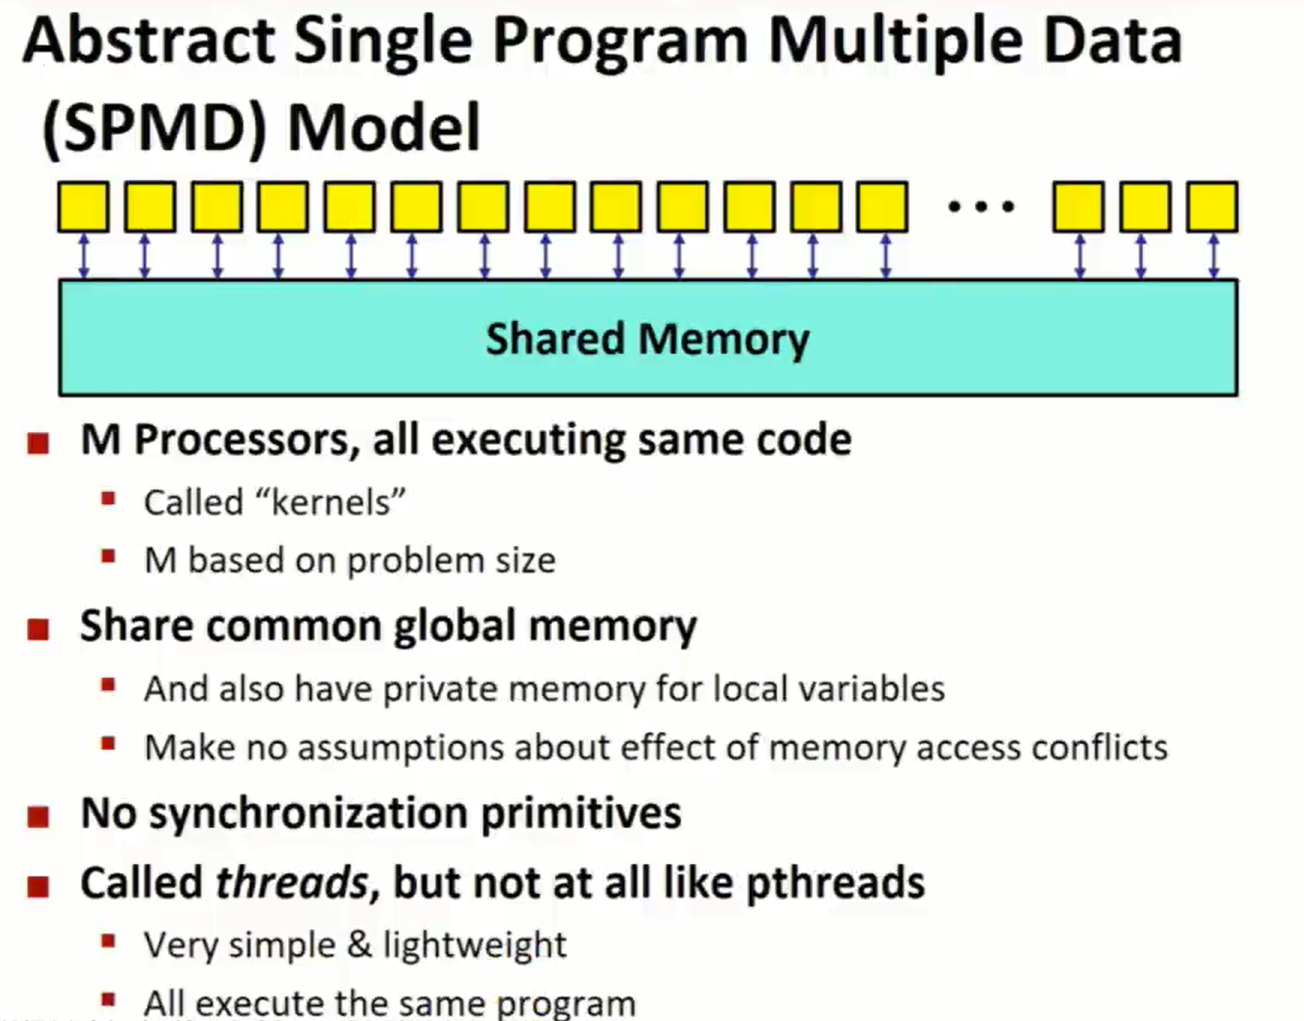 Abstract Single Program Multiple Data
(SPMD) Model
...
Shared Memory
M Processors, all executing same code
Called “kernels”
M based on problem size
Share common global memory
And also have private memory for local variables
Make no assumptions about effect of memory access conflicts
No synchronization primitives
Called threads, but not at all like pthreads
Very simple & lightweight
All execute the same program